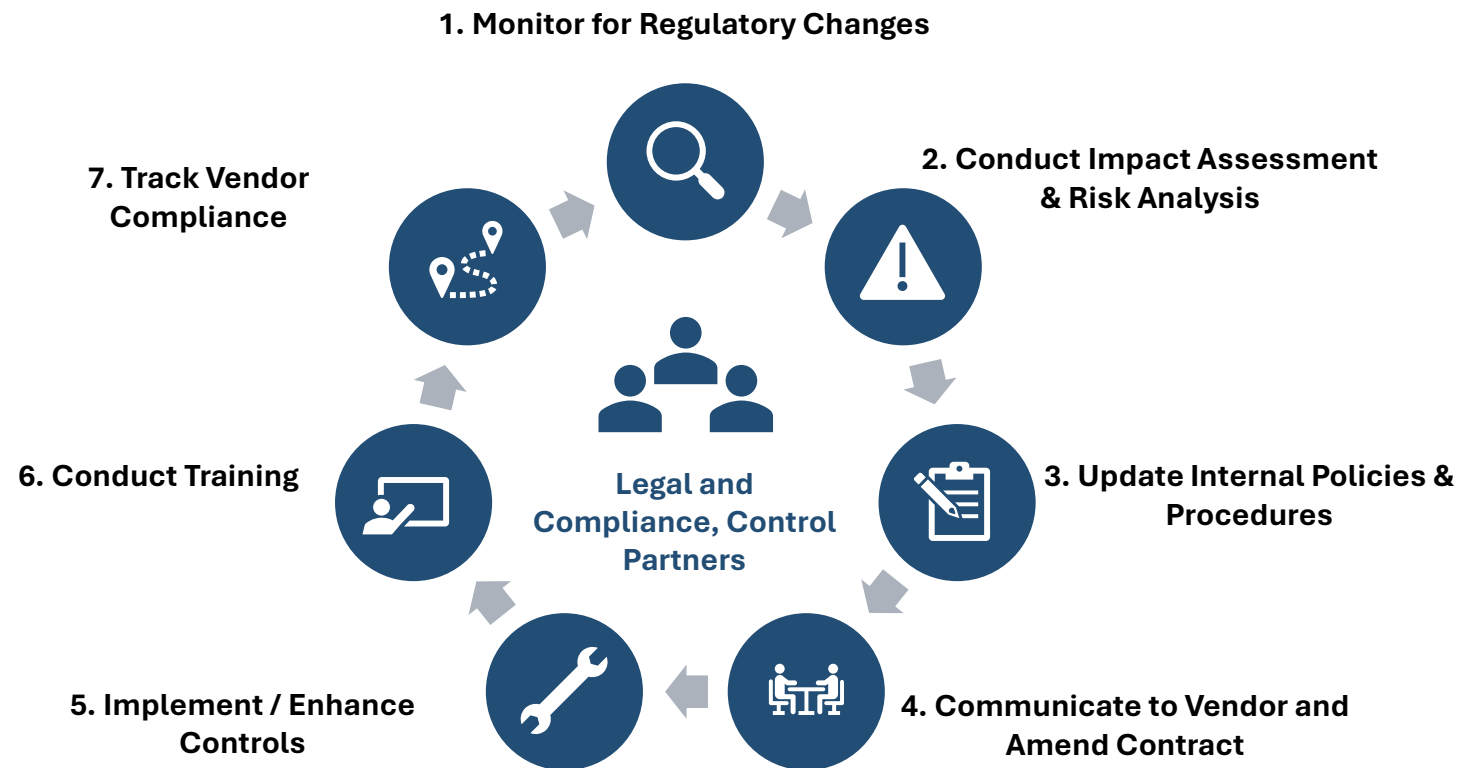 1. Monitor for Regulatory Changes
2. Conduct Impact Assessment
& Risk Analysis
3. Update Internal Policies &
Procedures
4. Communicate to Vendor and
Amend Contract
5. Implement / Enhance
Controls
6. Conduct Training
7. Track Vendor
Compliance
Legal and
Compliance, Control
Partners